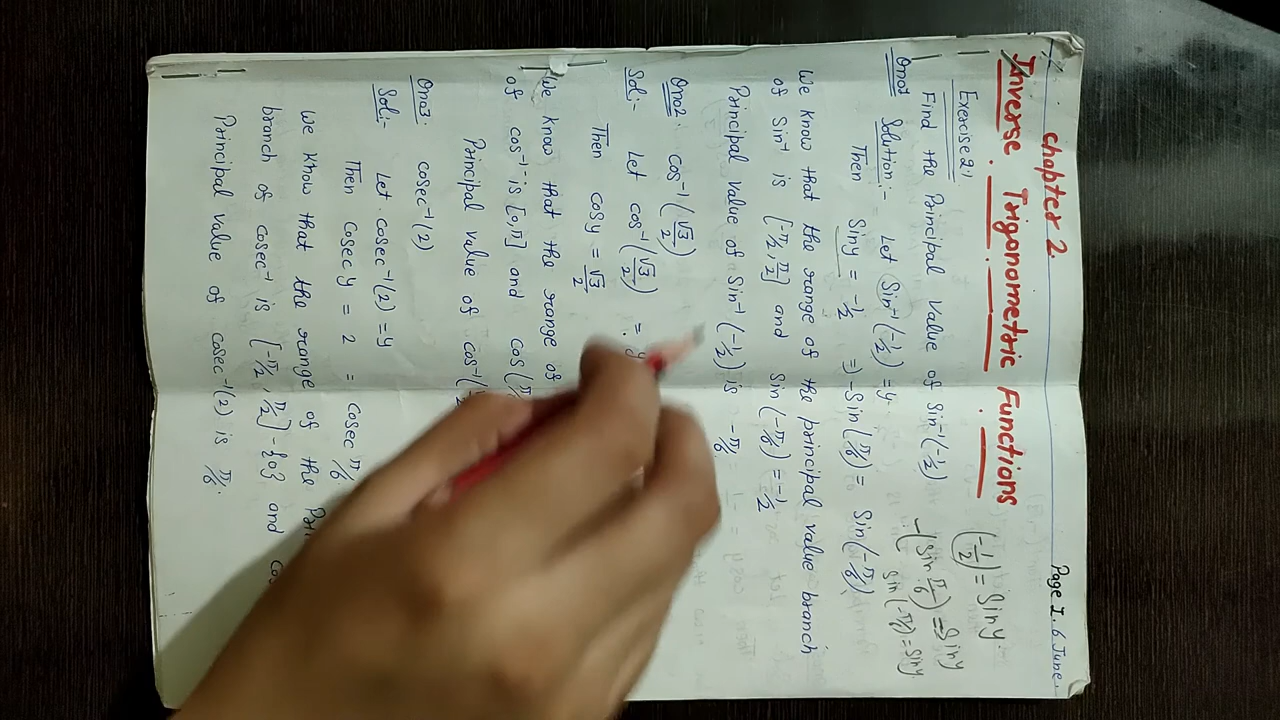 Page 1. 6 June
chapter 2.
Inverse Trigonometric Functions
Exercise 2.1
Find the Principal Value of Sin⁻¹(-1/2)
(-1/2) = Sin y.
-(Sin π/6) = Sin y
Sin(-π/6) = Sin y
Qno1 Solution:- Let Sin⁻¹(-1/2) = y.
Then Sin y = -1/2 ⇒ -Sin(π/6) = Sin(-π/6)
We know that the range of the principal value branch
of Sin⁻¹ is [-π/2, π/2] and Sin(-π/6) = -1/2
Principal value of Sin⁻¹(-1/2) is -π/6
Qno2. cos⁻¹(√3/2)
Sol:- Let cos⁻¹(√3/2) = y
Then cos y = √3/2
We know that the range of
of cos⁻¹ is [0,π] and cos(π
Principal value of cos⁻¹(
Qno3. cosec⁻¹(2)
Sol:- Let cosec⁻¹(2) = y
Then cosec y = 2 = cosec π/6
We know that the range of the
branch of cosec⁻¹ is [-π/2, π/2] - {0} and
Principal value of cosec⁻¹(2) is π/6.